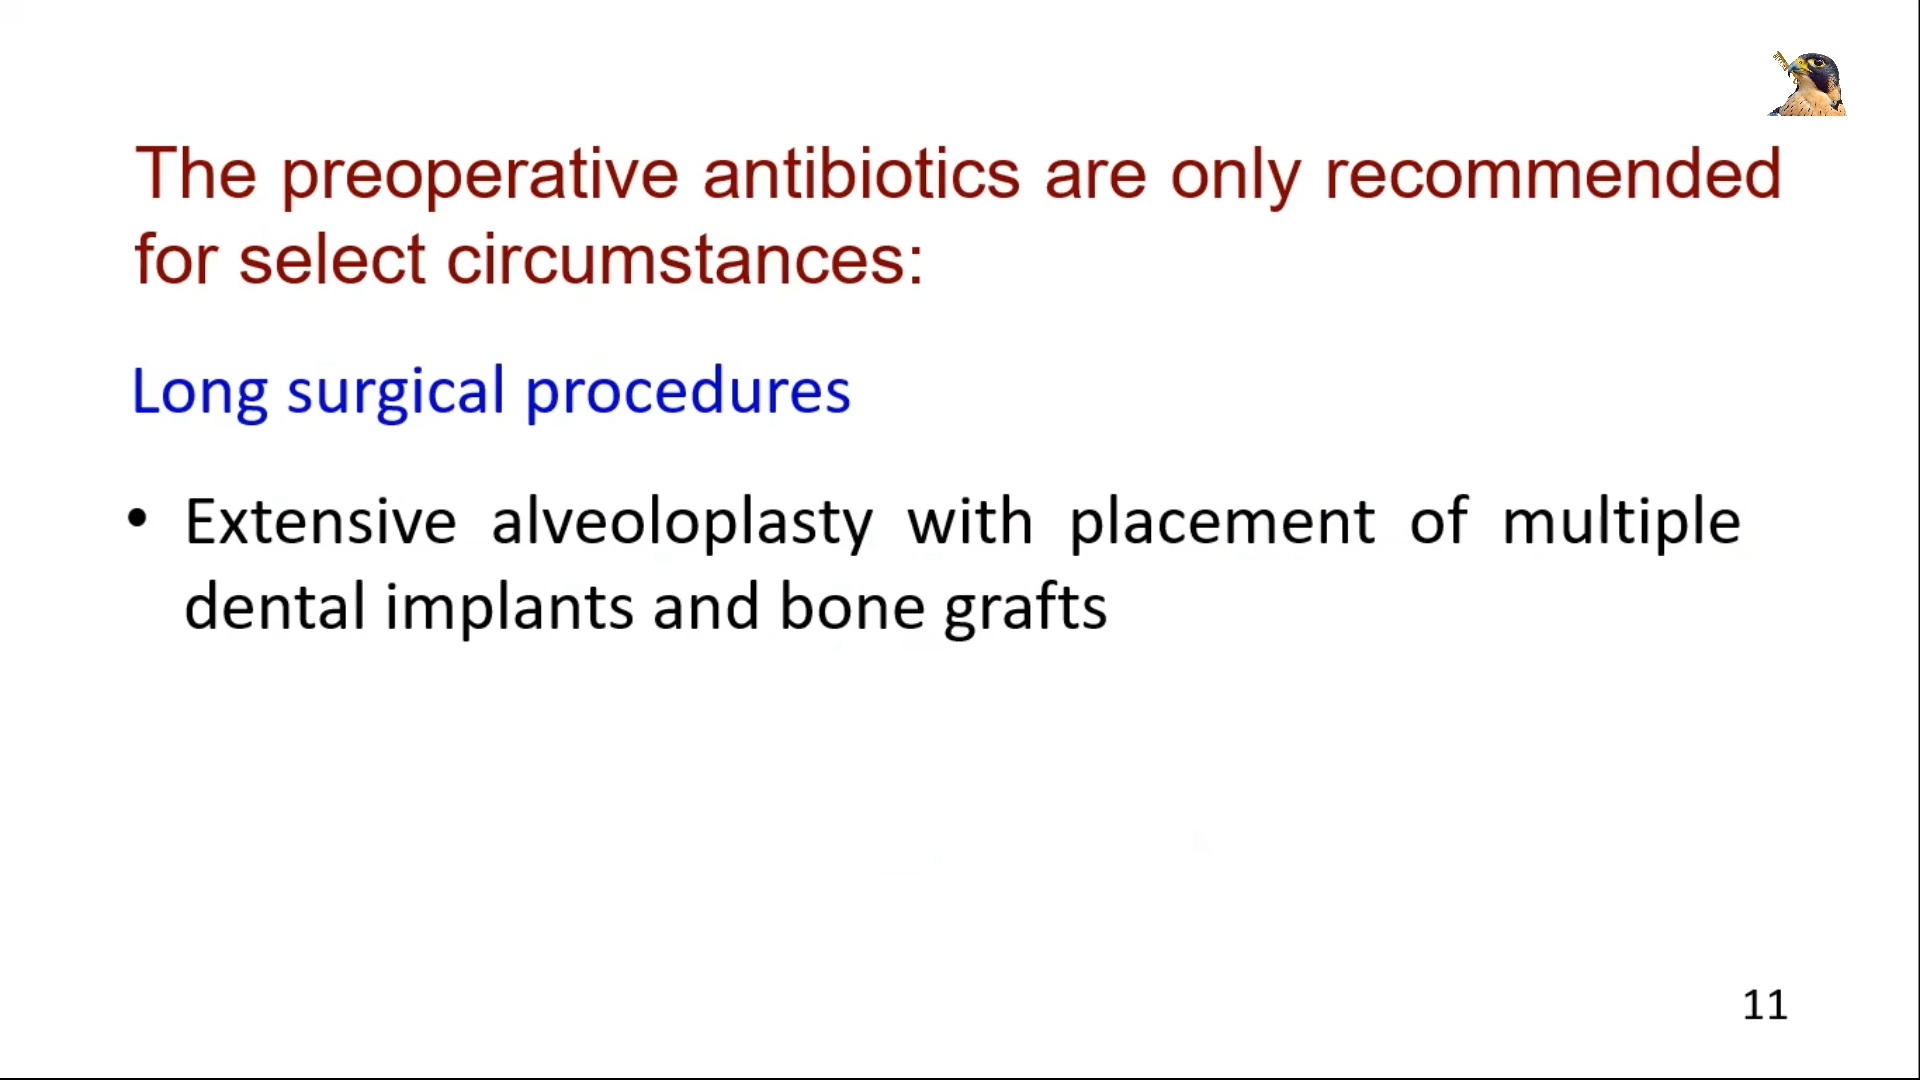 The preoperative antibiotics are only recommended
for select circumstances:
Long surgical procedures
• Extensive alveoloplasty with placement of multiple
dental implants and bone grafts
11